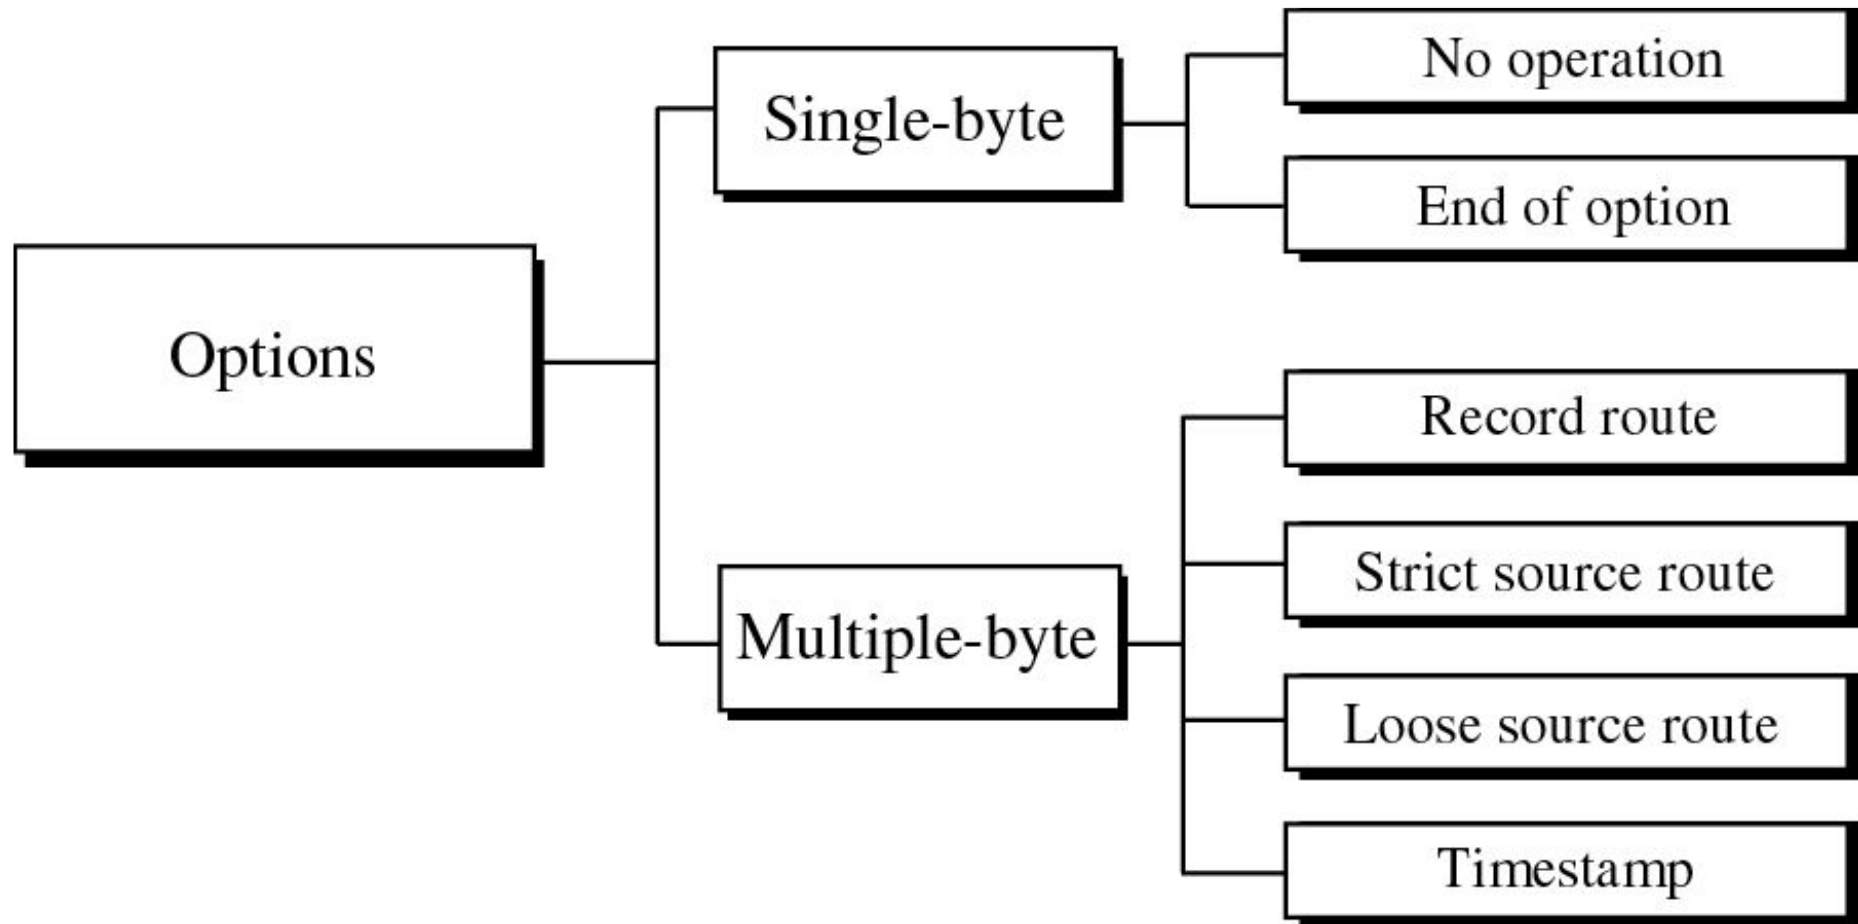 Options
Single-byte
No operation
End of option
Multiple-byte
Record route
Strict source route
Loose source route
Timestamp